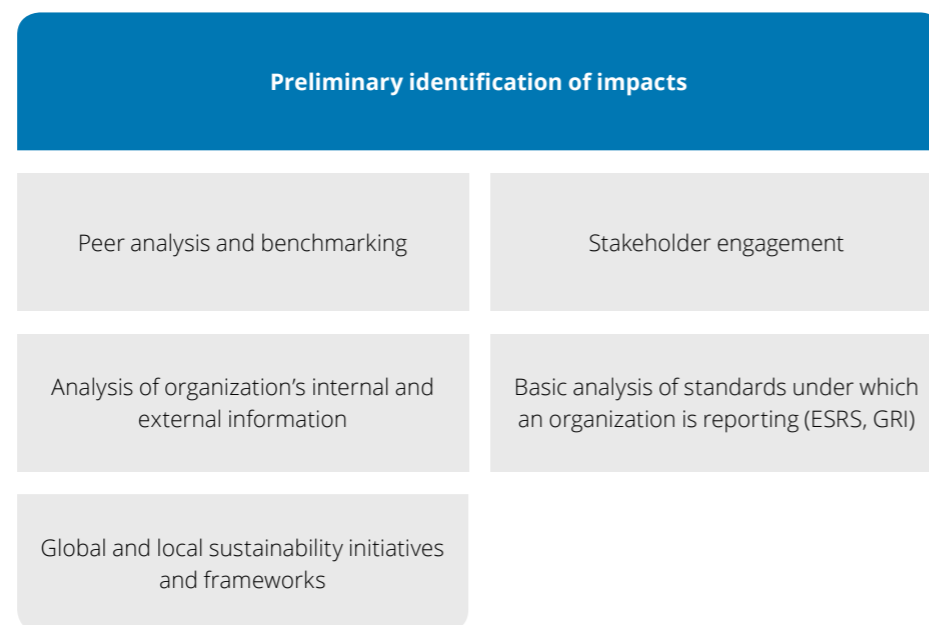 Preliminary identification of impacts
Peer analysis and benchmarking
Stakeholder engagement
Analysis of organization’s internal and
external information
Basic analysis of standards under which
an organization is reporting (ESRS, GRI)
Global and local sustainability initiatives
and frameworks